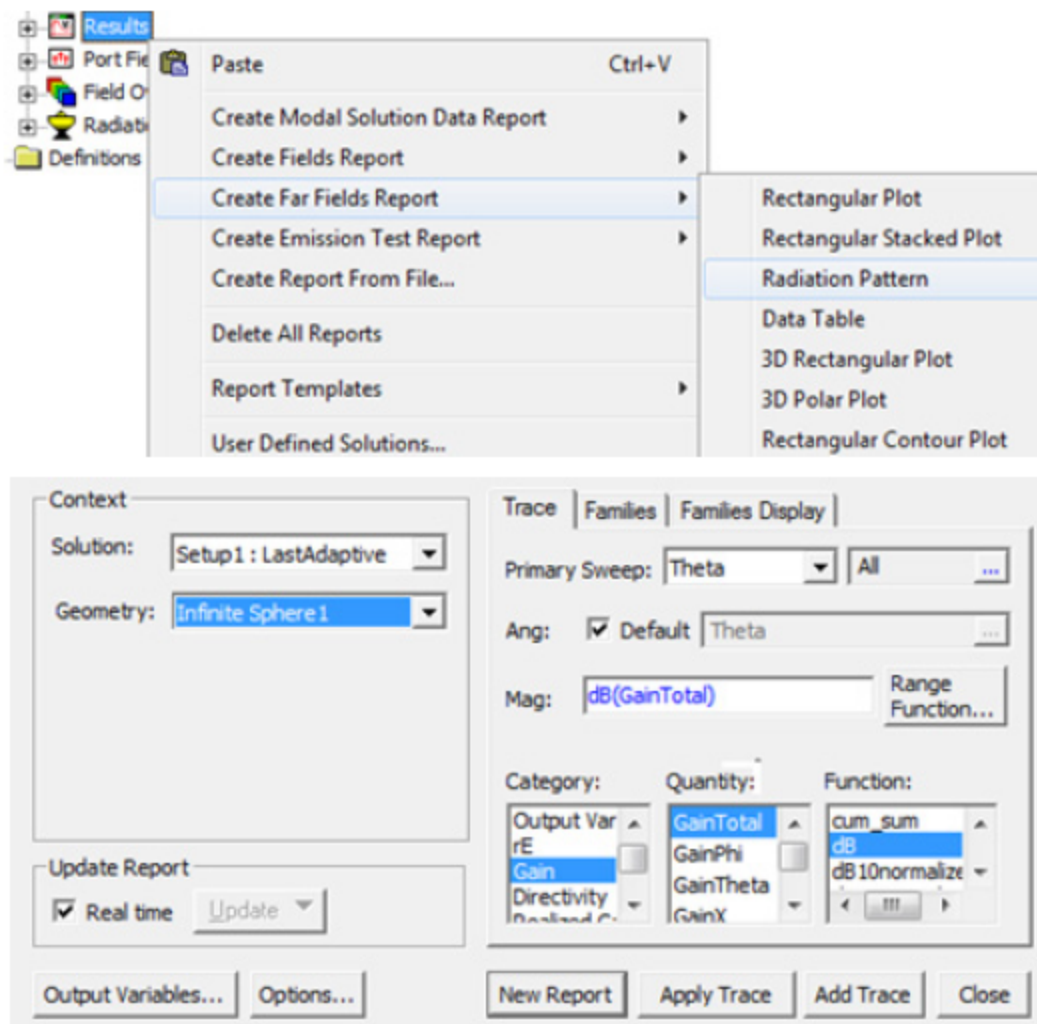 Results
Port Fie
Field O
Radiati
Definitions
Paste Ctrl+V
Create Modal Solution Data Report
Create Fields Report
Create Far Fields Report
Create Emission Test Report
Create Report From File...
Delete All Reports
Report Templates
User Defined Solutions...
Rectangular Plot
Rectangular Stacked Plot
Radiation Pattern
Data Table
3D Rectangular Plot
3D Polar Plot
Rectangular Contour Plot
Context
Solution: Setup1 : LastAdaptive
Geometry: Infinite Sphere1
Update Report
Real time Update
Output Variables... Options...
Trace Families Families Display
Primary Sweep: Theta All ...
Ang: Default Theta ...
Mag: dB(GainTotal) Range
Function...
Category: Quantity: Function:
Output Var GainTotal cum_sum
rE GainPhi dB
Gain GainTheta dB10normalize
Directivity GainX
New Report Apply Trace Add Trace Close